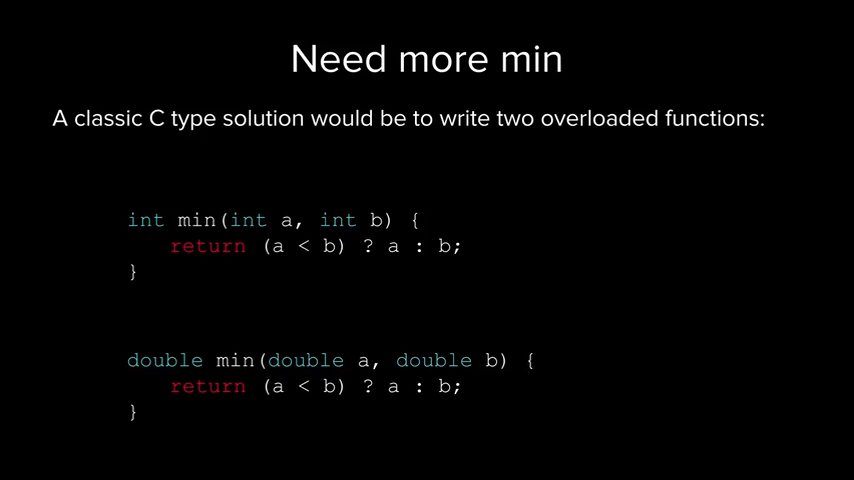 Need more min
A classic C type solution would be to write two overloaded functions:
int min(int a, int b) {
return (a < b) ? a : b;
}
double min(double a, double b) {
return (a < b) ? a : b;
}